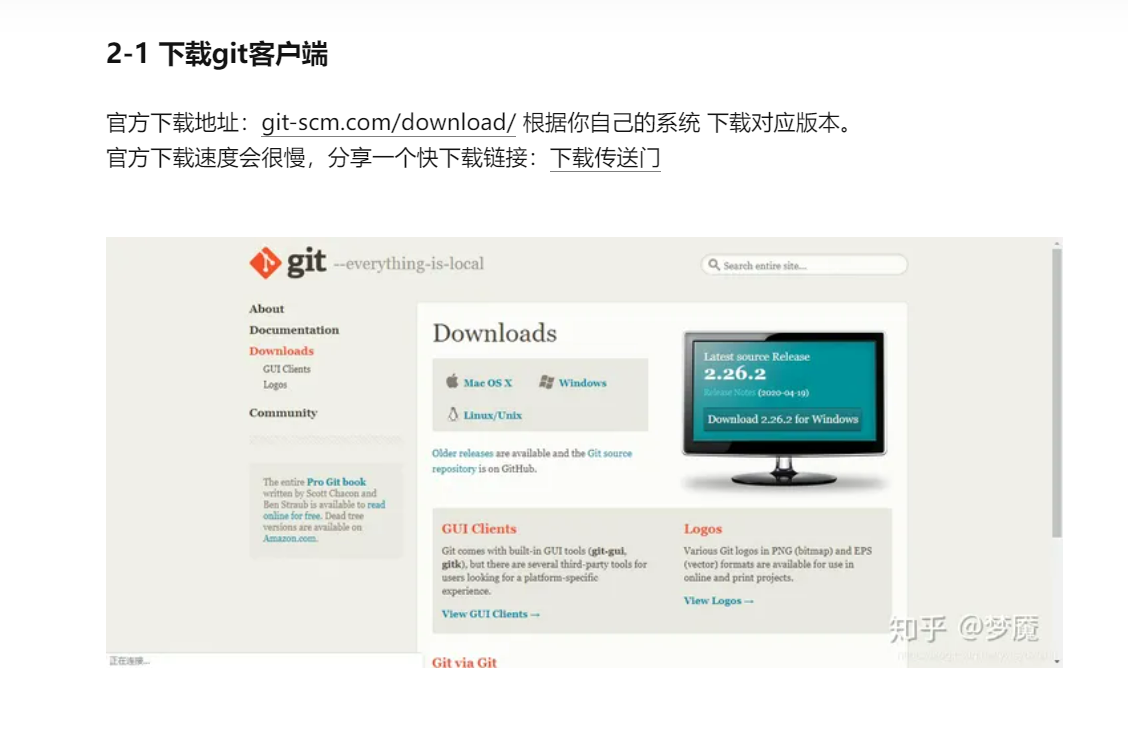 2-1 下载git客户端
官方下载地址：git-scm.com/download/ 根据你自己的系统 下载对应版本。
官方下载速度会很慢，分享一个快下载链接：下载传送门
git --everything-is-local
Search entire site...
About
Documentation
Downloads
GUI Clients
Logos
Community
The entire Pro Git book
written by Scott Chacon and
Ben Straub is available to read
online for free. Dead tree
versions are available on
Amazon.com.
Downloads
Mac OS X
Windows
Linux/Unix
Older releases are available and the Git source
repository is on GitHub.
Latest source Release
2.26.2
Release Notes (2020-04-19)
Download 2.26.2 for Windows
GUI Clients
Git comes with built-in GUI tools (git-gui,
gitk), but there are several third-party tools for
users looking for a platform-specific
experience.
View GUI Clients →
Logos
Various Git logos in PNG (bitmap) and EPS
(vector) formats are available for use in
online and print projects.
View Logos →
Git via Git
正在连接...
知乎 @梦魇